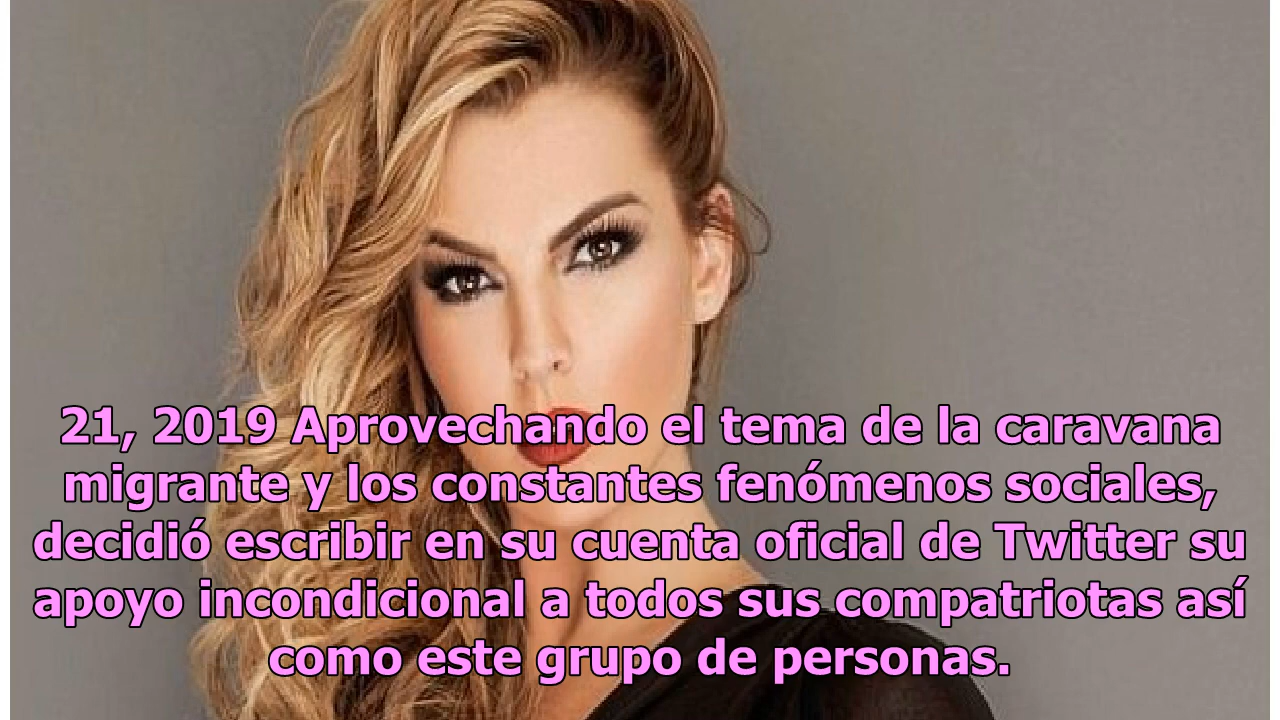 21, 2019 Aprovechando el tema de la caravana
migrante y los constantes fenómenos sociales,
decidió escribir en su cuenta oficial de Twitter su
apoyo incondicional a todos sus compatriotas así
como este grupo de personas.